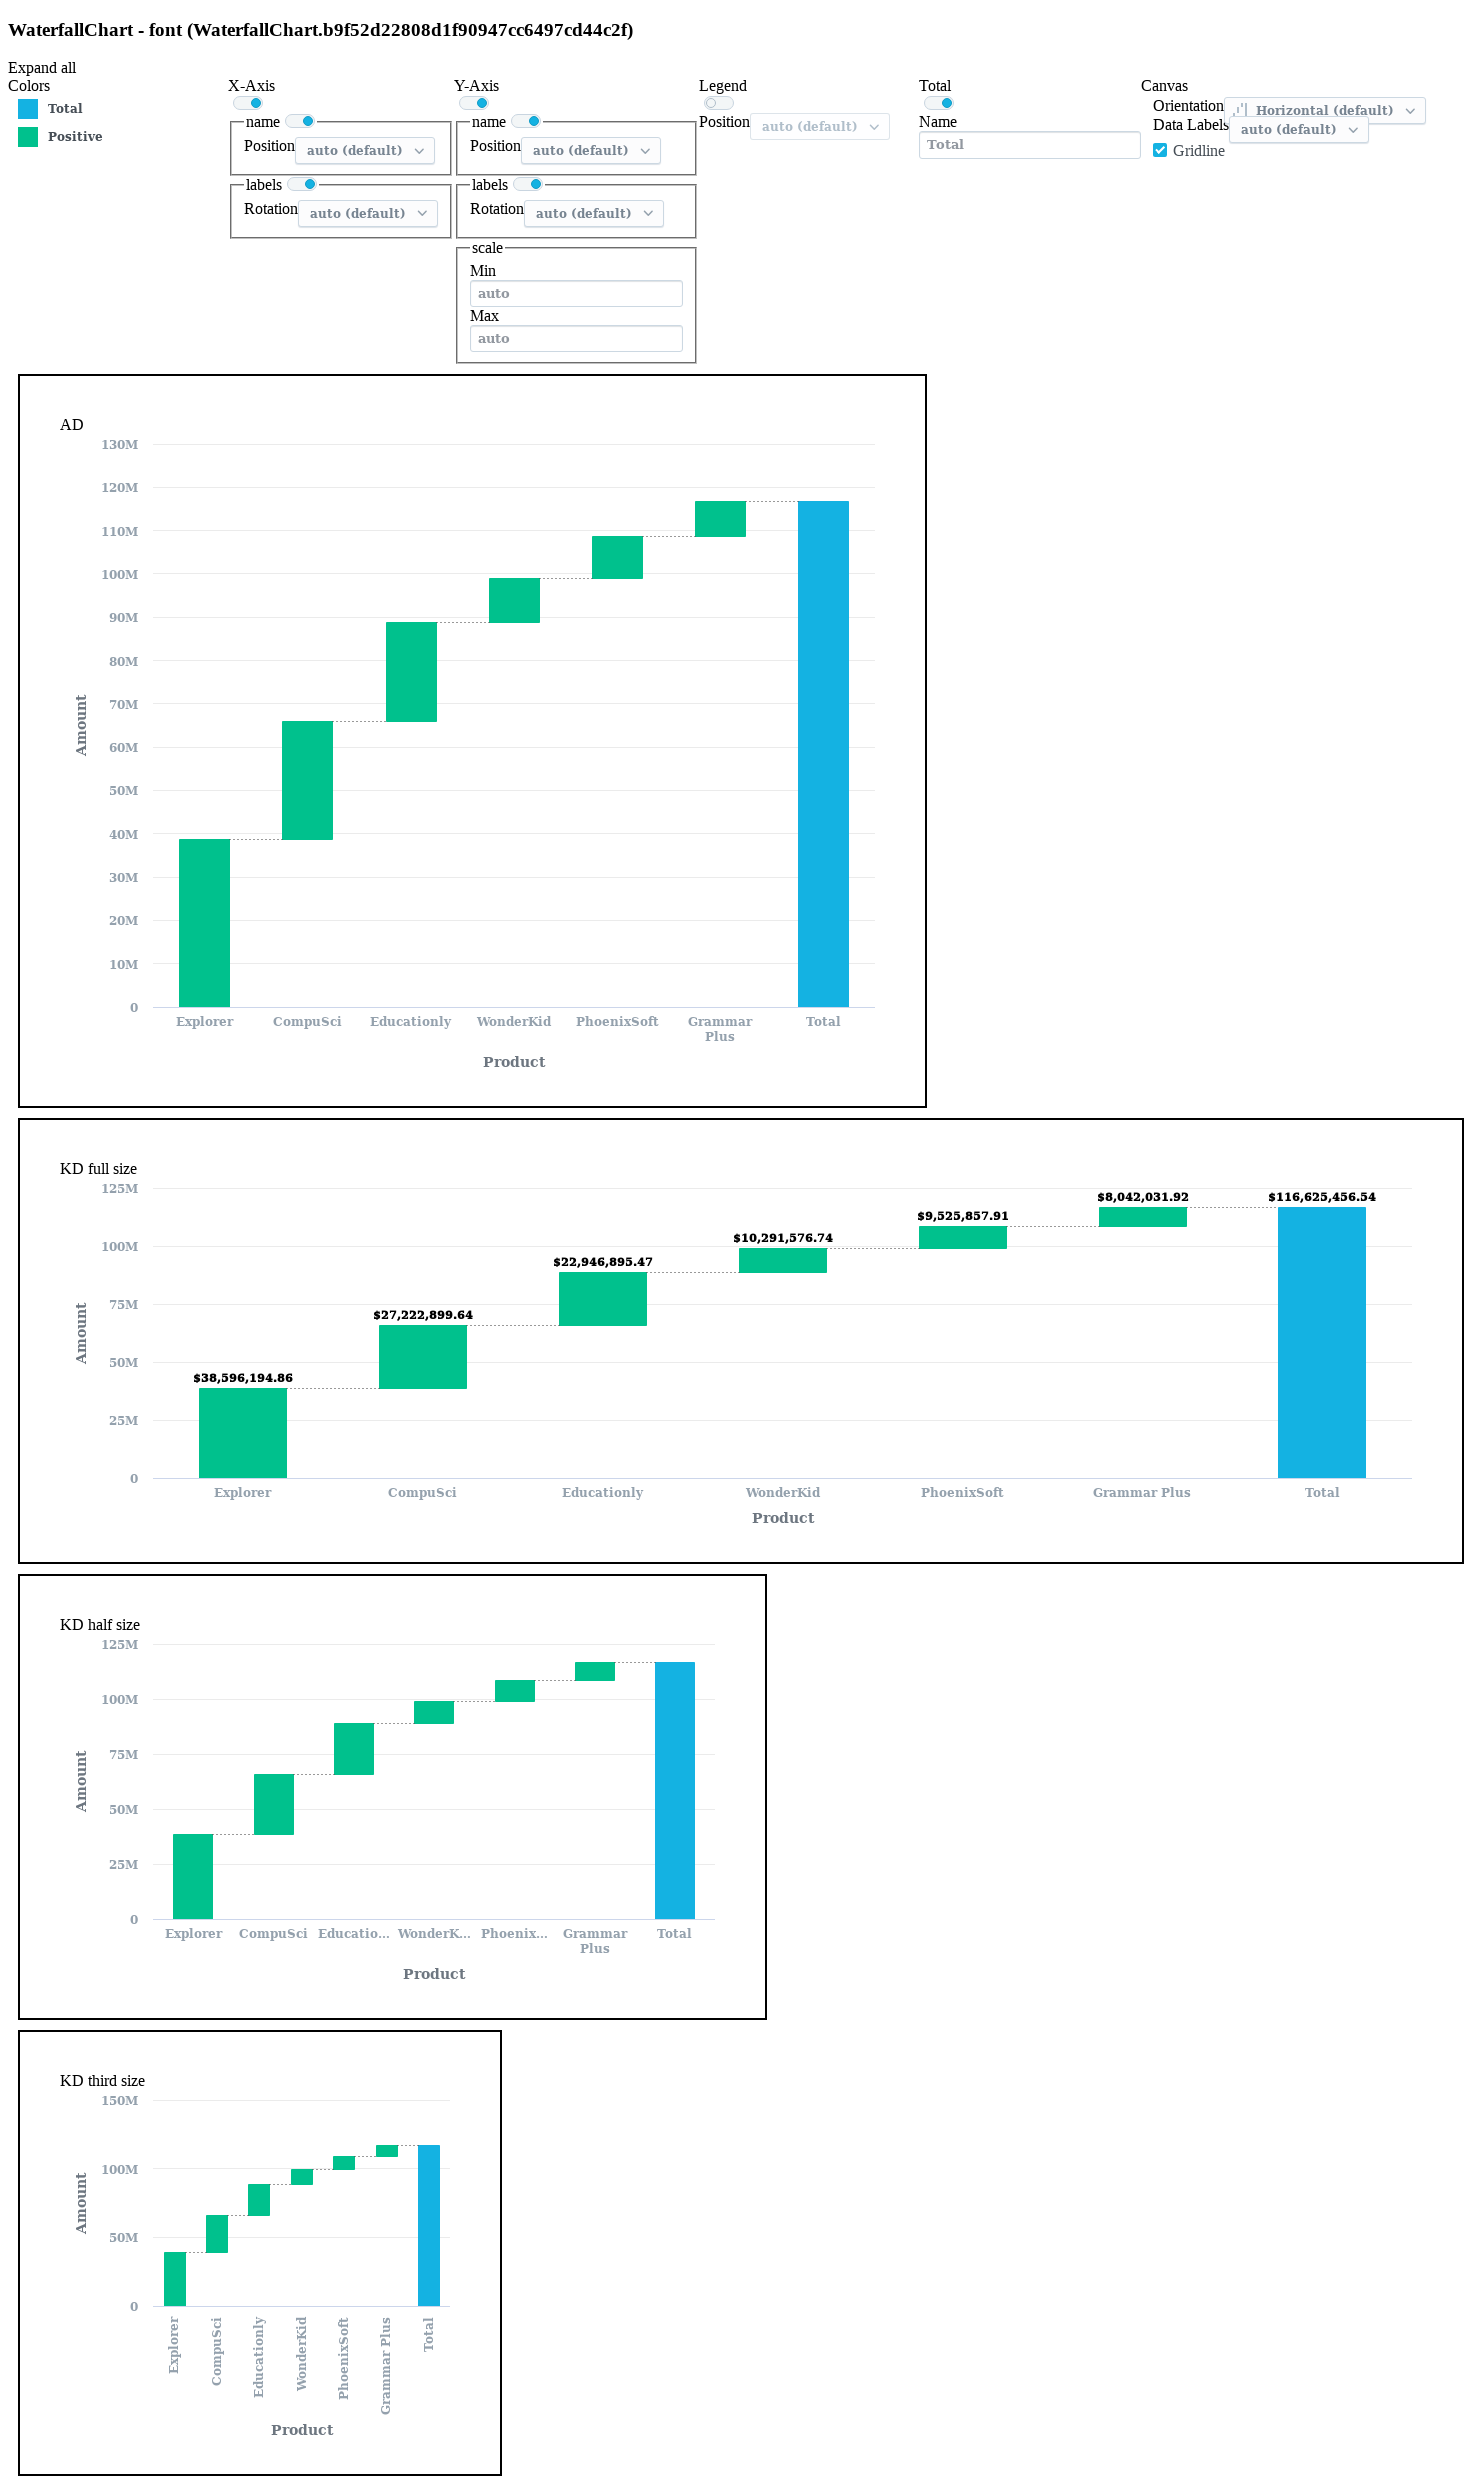 WaterfallChart - font (WaterfallChart.b9f52d22808d1f90947cc6497cd44c2f)
Expand all
Colors
Total
Positive
X-Axis
name
Position auto (default)
labels
Rotation auto (default)
Y-Axis
name
Position auto (default)
labels
Rotation auto (default)
scale
Min
auto
Max
auto
Legend
Position auto (default)
Total
Name
Total
Canvas
Orientation Horizontal (default)
Data Labels auto (default)
Gridline
AD
130M
120M
110M
100M
90M
80M
70M
60M
50M
40M
30M
20M
10M
0
Amount
Explorer CompuSci Educationly WonderKid PhoenixSoft Grammar Total
Plus
Product
KD full size
125M
100M
75M
50M
25M
0
Amount
$38,596,194.86
$27,222,899.64
$22,946,895.47
$10,291,576.74
$9,525,857.91
$8,042,031.92
$116,625,456.54
Explorer CompuSci Educationly WonderKid PhoenixSoft Grammar Plus Total
Product
KD half size
125M
100M
75M
50M
25M
0
Amount
Explorer CompuSci Educatio... WonderK... Phoenix... Grammar Total
Plus
Product
KD third size
150M
100M
50M
0
Amount
Explorer
CompuSci
Educationly
WonderKid
PhoenixSoft
Grammar Plus
Total
Product